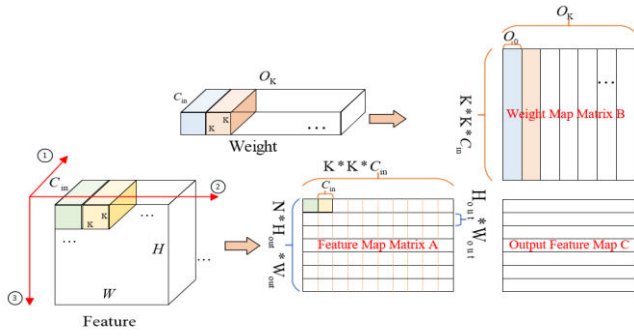 O_K
O_0
C_in
O_K
K
K
...
Weight
K*K*C_in
...
Weight Map Matrix B
①
C_in
②
K
K
...
...
H
...
③
W
Feature
K*K*C_in
C_in
N*H_out*W_out
Feature Map Matrix A
H_out*W_out
Output Feature Map C